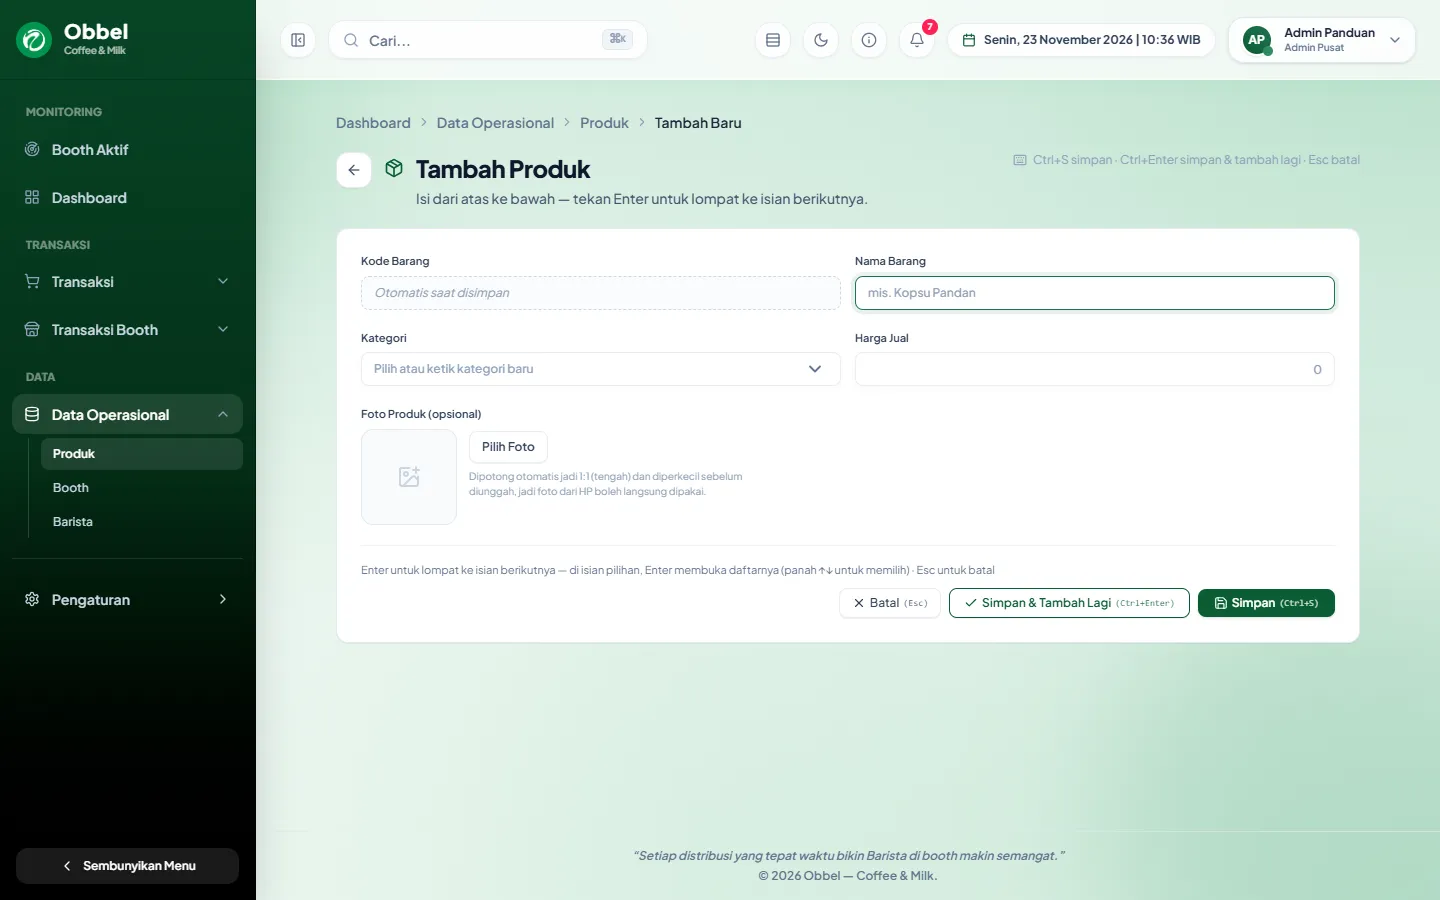 Obbel
Coffee & Milk
Cari...
⌘K
7
Senin, 23 November 2026 | 10:36 WIB
AP
Admin Panduan
Admin Pusat
MONITORING
Booth Aktif
Dashboard
TRANSAKSI
Transaksi
Transaksi Booth
DATA
Data Operasional
Produk
Booth
Barista
Pengaturan
Sembunyikan Menu
Dashboard > Data Operasional > Produk > Tambah Baru
Tambah Produk
Ctrl+S simpan · Ctrl+Enter simpan & tambah lagi · Esc batal
Isi dari atas ke bawah — tekan Enter untuk lompat ke isian berikutnya.
Kode Barang
Otomatis saat disimpan
Nama Barang
mis. Kopsu Pandan
Kategori
Pilih atau ketik kategori baru
Harga Jual
0
Foto Produk (opsional)
Pilih Foto
Dipotong otomatis jadi 1:1 (tengah) dan diperkecil sebelum
diunggah, jadi foto dari HP boleh langsung dipakai.
Enter untuk lompat ke isian berikutnya — di isian pilihan, Enter membuka daftarnya (panah ↑↓ untuk memilih) · Esc untuk batal
Batal (Esc)
Simpan & Tambah Lagi (Ctrl+Enter)
Simpan (Ctrl+S)
“Setiap distribusi yang tepat waktu bikin Barista di booth makin semangat.”
© 2026 Obbel — Coffee & Milk.